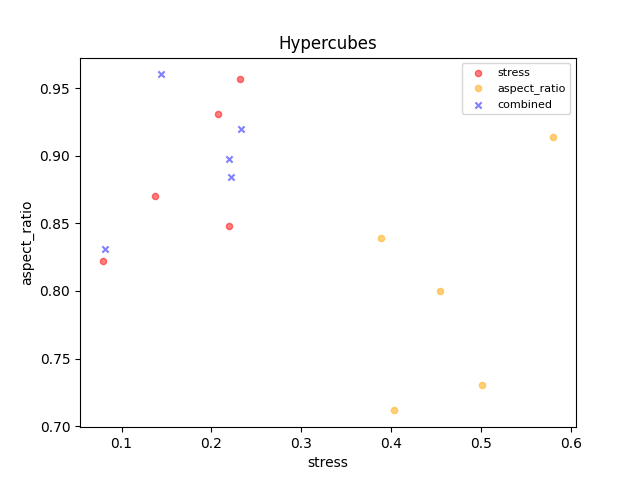 Hypercubes
stress
aspect_ratio
combined
0.95
0.90
0.85
0.80
0.75
0.70
aspect_ratio
0.1 0.2 0.3 0.4 0.5 0.6
stress